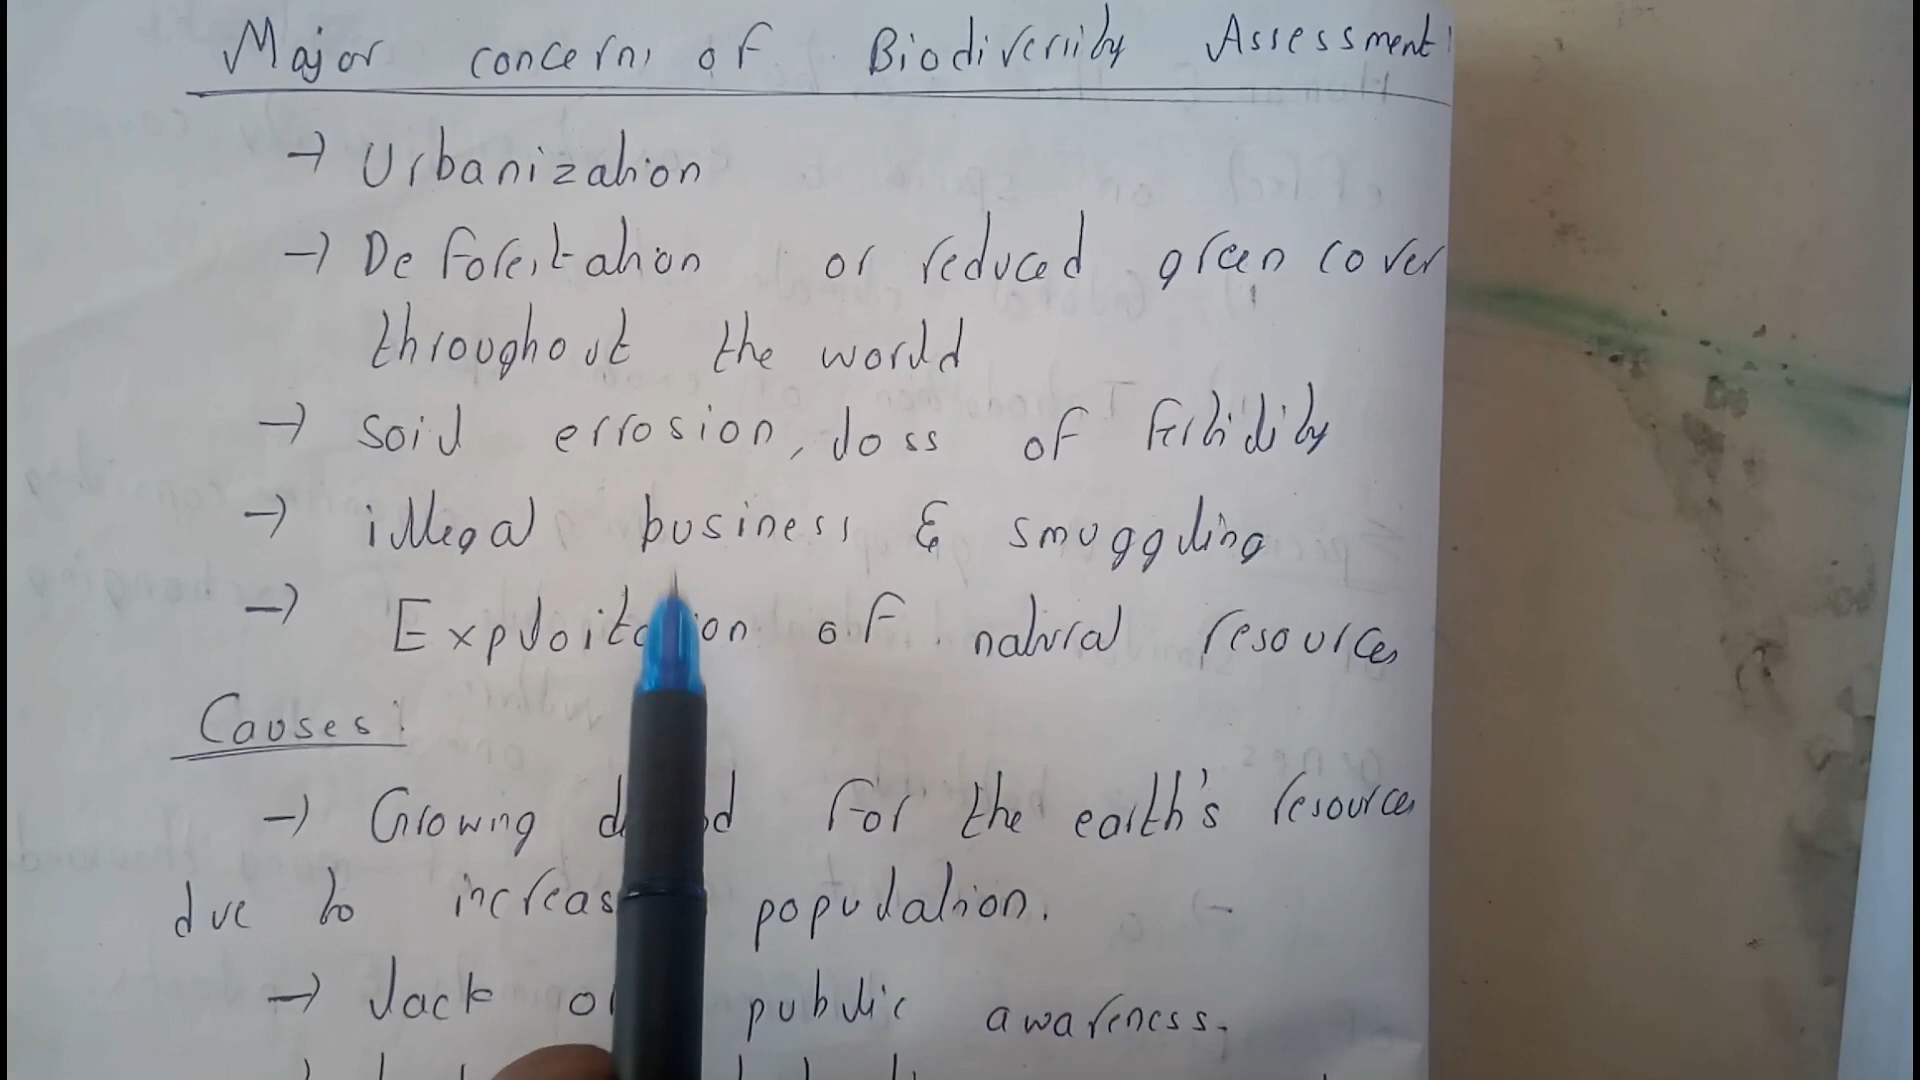 Major concerns of Biodiversity Assessment:
→ Urbanization
→ Deforestation or reduced green cover
throughout the world
→ soil errosion, loss of fertility
→ illegal business & smuggling
→ Exploitation of natural resources
Causes:
→ Growing for the earth's resources
due to population.
→ lack public awareness.